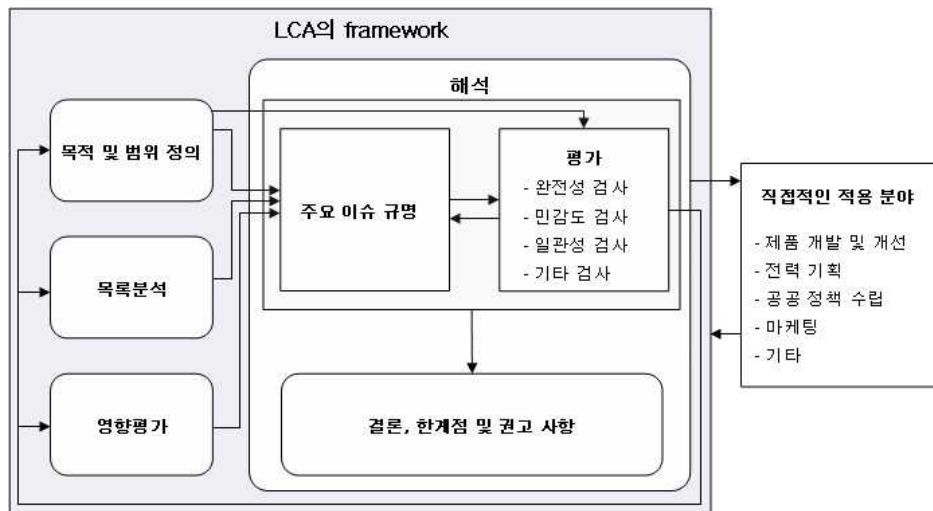 LCA의 framework
해석
목적 및 범위 정의
목록분석
영향평가
주요 이슈 규명
평가
- 완전성 검사
- 민감도 검사
- 일관성 검사
- 기타 검사
결론, 한계점 및 권고 사항
직접적인 적용 분야
- 제품 개발 및 개선
- 전력 기획
- 공공 정책 수립
- 마케팅
- 기타